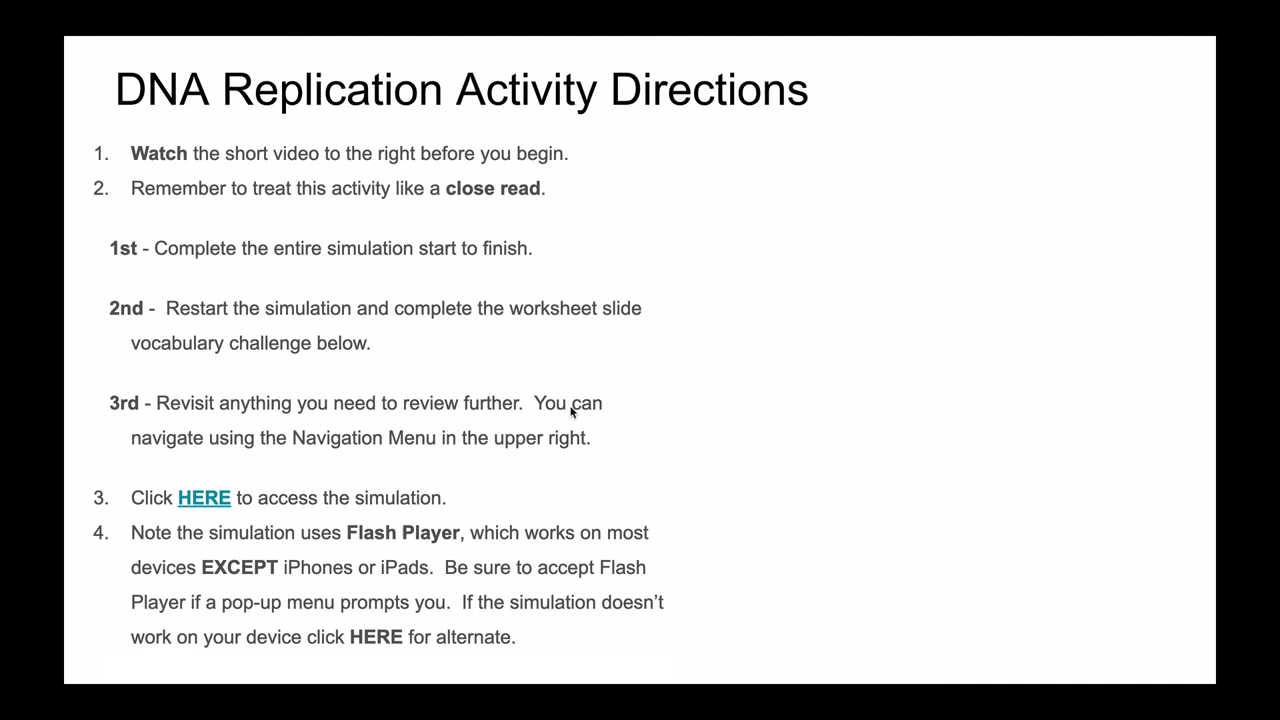 DNA Replication Activity Directions
1. Watch the short video to the right before you begin.
2. Remember to treat this activity like a close read.
1st - Complete the entire simulation start to finish.
2nd - Restart the simulation and complete the worksheet slide
vocabulary challenge below.
3rd - Revisit anything you need to review further. You can
navigate using the Navigation Menu in the upper right.
3. Click HERE to access the simulation.
4. Note the simulation uses Flash Player, which works on most
devices EXCEPT iPhones or iPads. Be sure to accept Flash
Player if a pop-up menu prompts you. If the simulation doesn’t
work on your device click HERE for alternate.